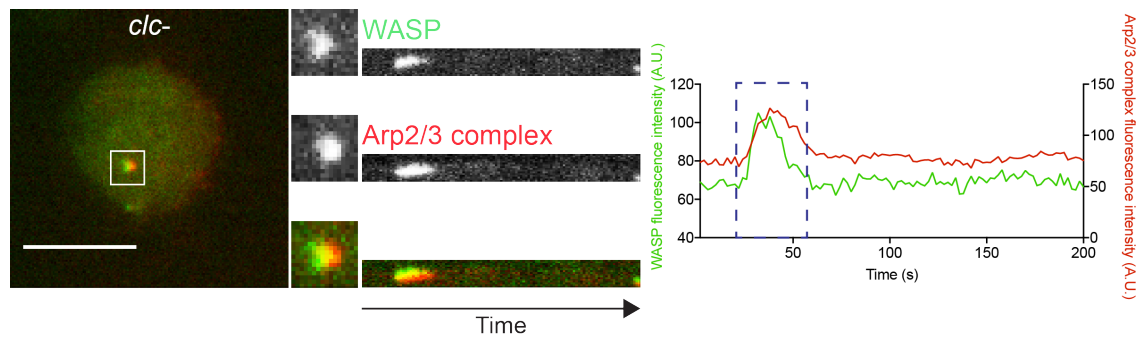 clc-
WASP
Arp2/3 complex
Time
WASP fluorescence intensity (A.U.)
120
100
80
60
40
150
100
50
0
50
100
150
200
Time (s)
Arp2/3 complex fluorescence intensity (A.U.)